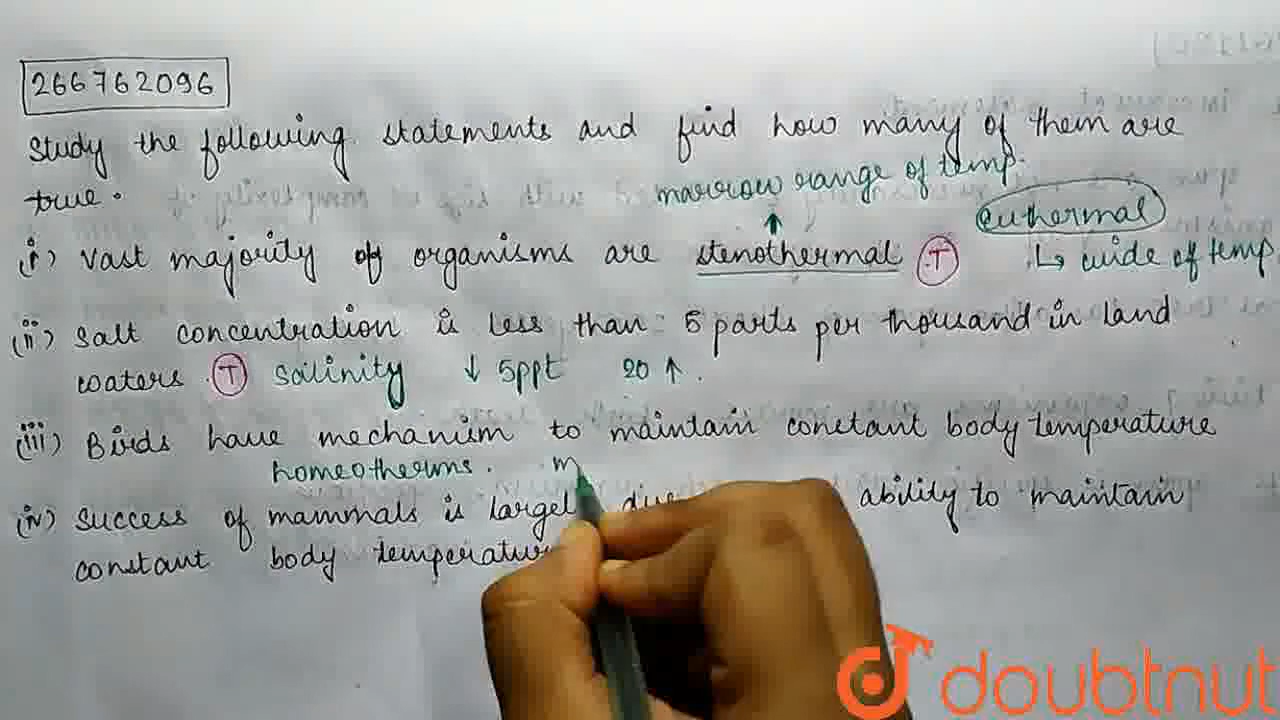 266762096
Study the following statements and find how many of them are
true.
narrow range of temp.
euthermal
(i) Vast majority of organisms are stenothermal (T)
↳ wide of temp
(ii) Salt concentration is less than 5 parts per thousand in land
waters (T) Salinity ↓ 5ppt 20 ↑.
(iii) Birds have mechanism to maintain constant body temperature
homeotherms. m
(iv) Success of mammals is largel ability to maintain
constant body temperatur
doubtnut